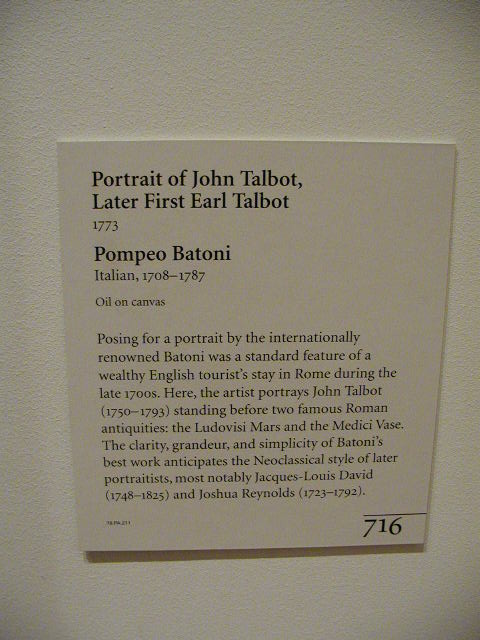 Portrait of John Talbot,
Later First Earl Talbot
1773
Pompeo Batoni
Italian, 1708–1787
Oil on canvas
Posing for a portrait by the internationally
renowned Batoni was a standard feature of a
wealthy English tourist's stay in Rome during the
late 1700s. Here, the artist portrays John Talbot
(1750–1793) standing before two famous Roman
antiquities: the Ludovisi Mars and the Medici Vase.
The clarity, grandeur, and simplicity of Batoni's
best work anticipates the Neoclassical style of later
portraitists, most notably Jacques-Louis David
(1748–1825) and Joshua Reynolds (1723–1792).
716